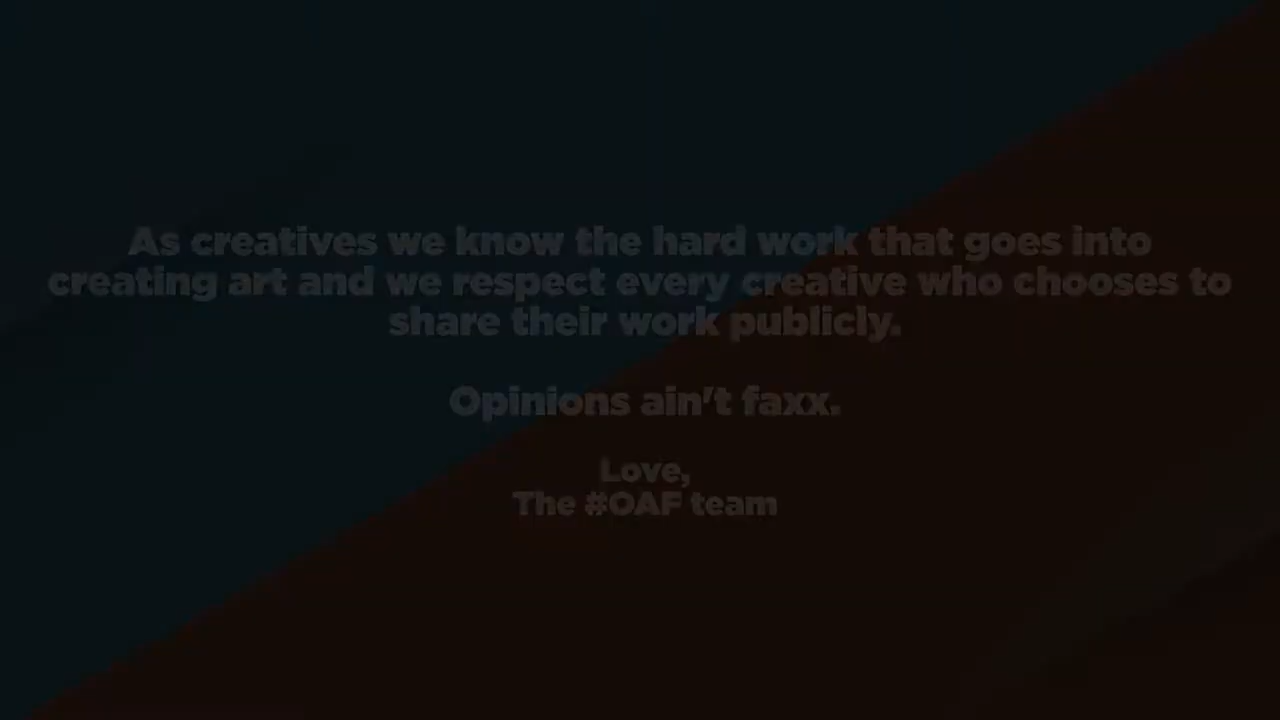 As creatives we know the hard work that goes into
creating art and we respect every creative who chooses to
share their work publicly.
Opinions ain't faxx.
Love,
The #OAF team